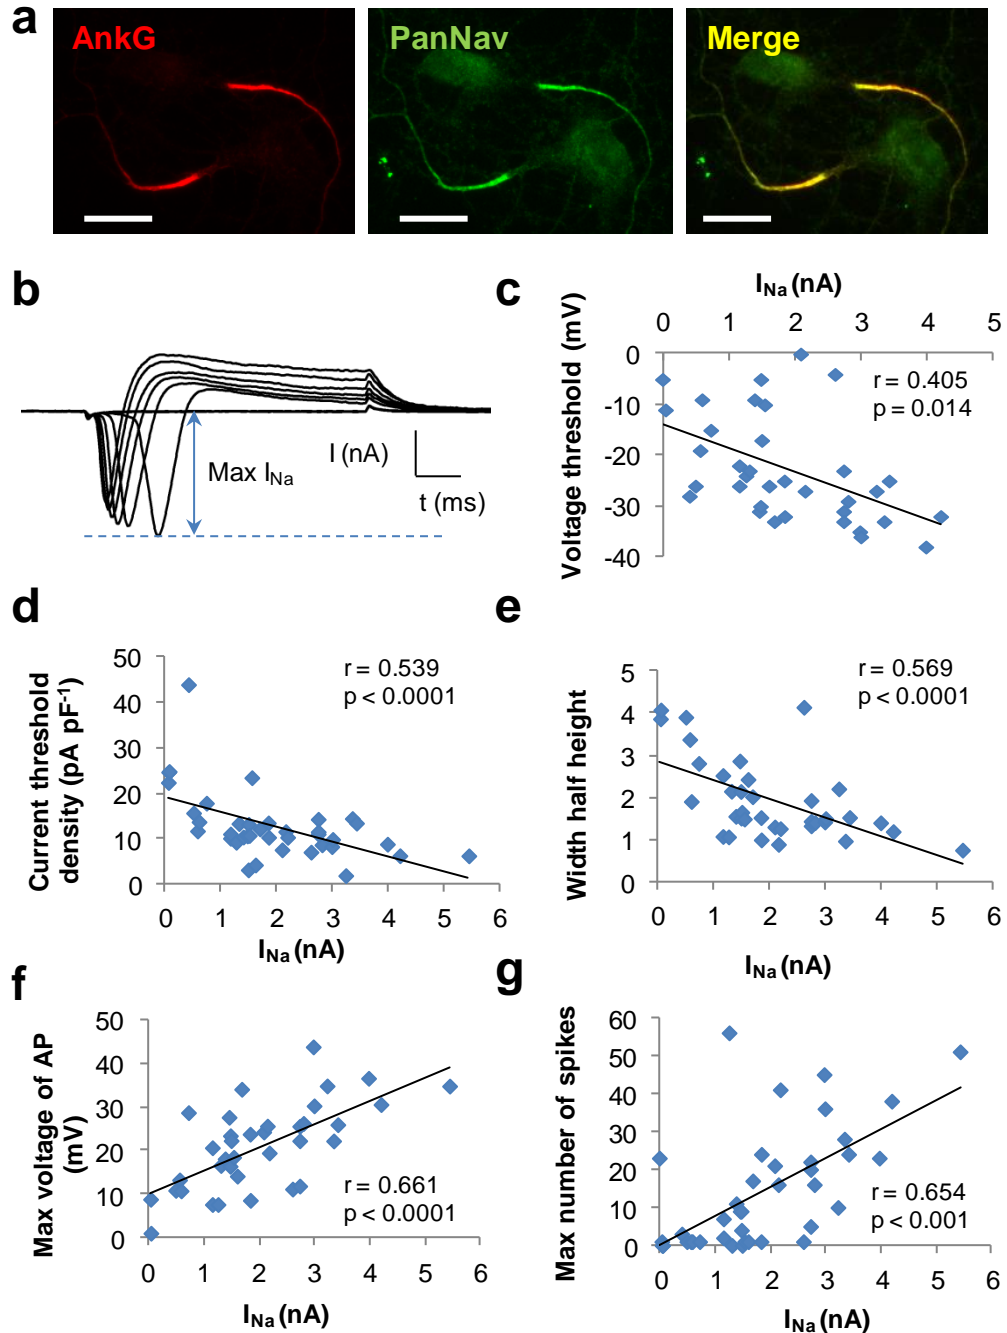 a
AnkG
PanNav
Merge
b
Max I_Na
I (nA)
t (ms)
c
I_Na (nA)
0 1 2 3 4 5
Voltage threshold (mV)
0
-10
-20
-30
-40
r = 0.405
p = 0.014
d
Current threshold
density (pA pF⁻¹)
50
40
30
20
10
0
r = 0.539
p < 0.0001
0 1 2 3 4 5 6
I_Na (nA)
e
Width half height
5
4
3
2
1
0
r = 0.569
p < 0.0001
0 1 2 3 4 5 6
I_Na (nA)
f
Max voltage of AP
(mV)
50
40
30
20
10
0
r = 0.661
p < 0.0001
0 1 2 3 4 5 6
I_Na (nA)
g
Max number of spikes
60
50
40
30
20
10
0
r = 0.654
p < 0.001
0 1 2 3 4 5 6
I_Na (nA)